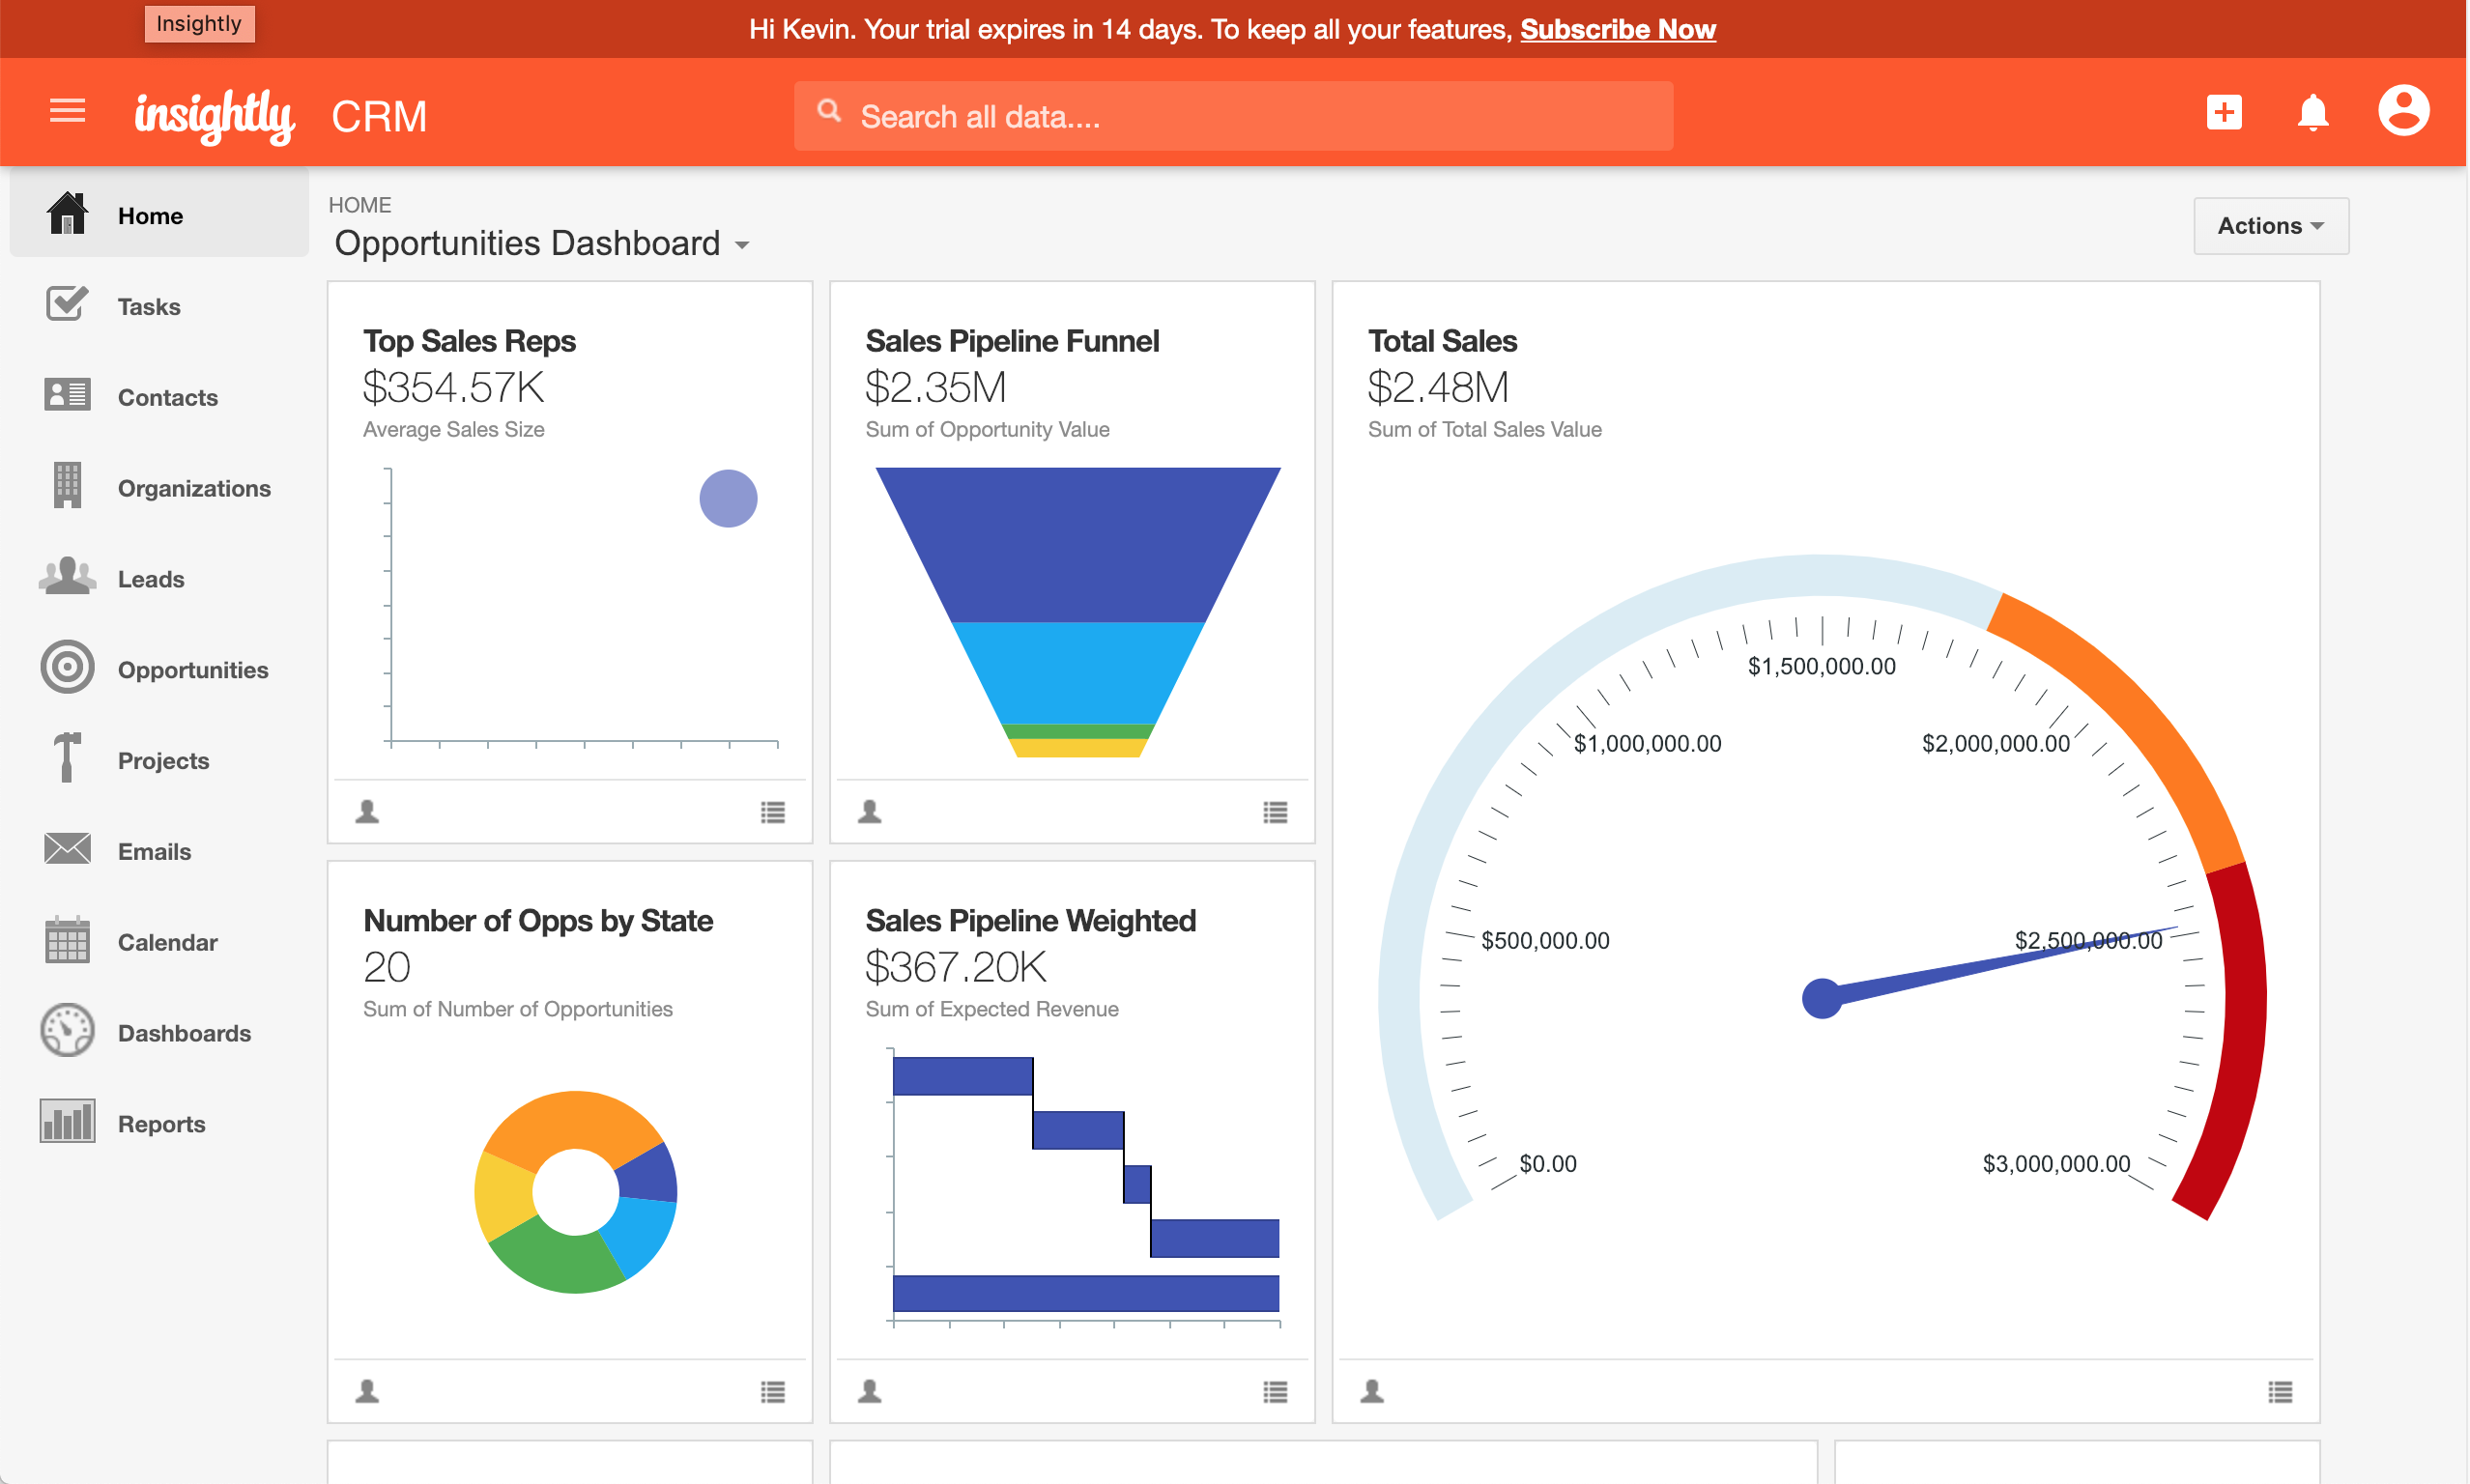 Insightly
Hi Kevin. Your trial expires in 14 days. To keep all your features, Subscribe Now
insightly CRM
Search all data....
Home
Tasks
Contacts
Organizations
Leads
Opportunities
Projects
Emails
Calendar
Dashboards
Reports
HOME
Opportunities Dashboard
Actions
Top Sales Reps
$354.57K
Average Sales Size
Sales Pipeline Funnel
$2.35M
Sum of Opportunity Value
Total Sales
$2.48M
Sum of Total Sales Value
$0.00
$500,000.00
$1,000,000.00
$1,500,000.00
$2,000,000.00
$2,500,000.00
$3,000,000.00
Number of Opps by State
20
Sum of Number of Opportunities
Sales Pipeline Weighted
$367.20K
Sum of Expected Revenue